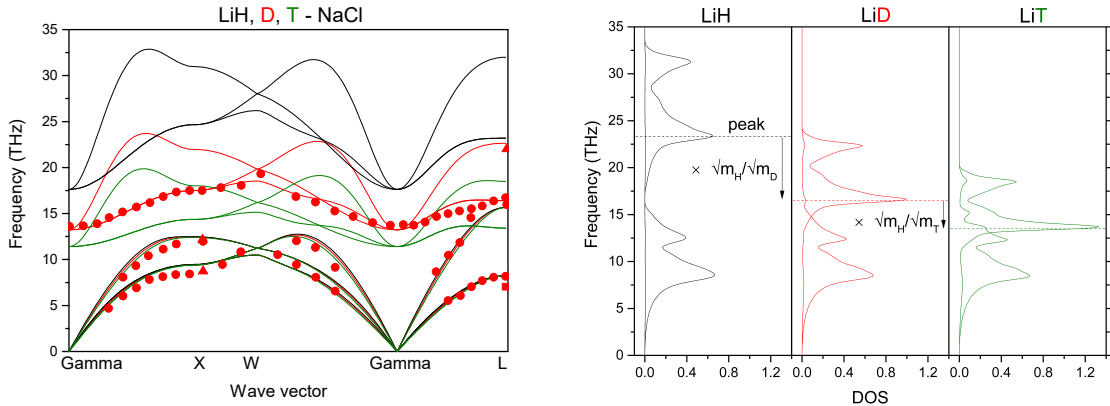 LiH, D, T - NaCl
Frequency (THz)
35
30
25
20
15
10
5
0
Gamma X W Gamma L
Wave vector
LiH LiD LiT
Frequency (THz)
35
30
25
20
15
10
5
0
peak
× √mH/√mD
× √mH/√mT
0.0 0.4 0.8 1.2 0.0 0.4 0.8 1.2 0.0 0.4 0.8 1.2
DOS